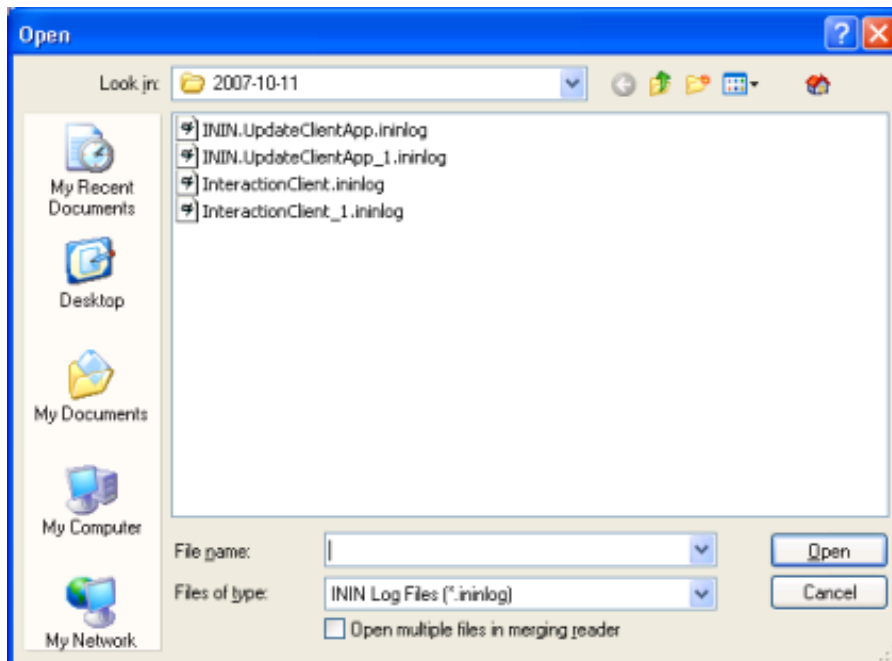 Open
Look in:
2007-10-11
My Recent
Documents
Desktop
My Documents
My Computer
My Network
ININ.UpdateClientApp.ininlog
ININ.UpdateClientApp_1.ininlog
InteractionClient.ininlog
InteractionClient_1.ininlog
File name:
Open
Files of type:
ININ Log Files (*.ininlog)
Cancel
Open multiple files in merging reader